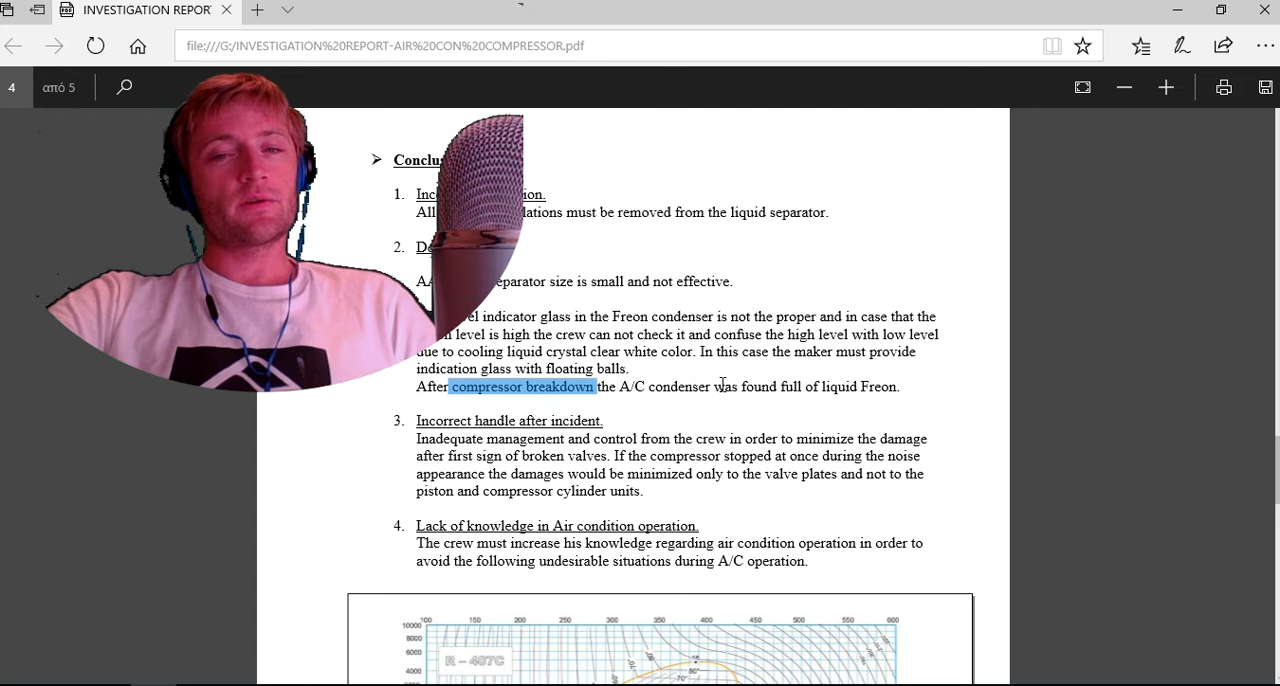 INVESTIGATION REPOR
file:///G:/INVESTIGATION%20REPORT-AIR%20CON%20COMPRESSOR.pdf
4 από 5
Conclu
1. Inc ion.
All lations must be removed from the liquid separator.
2. De
AA eparator size is small and not effective.
el indicator glass in the Freon condenser is not the proper and in case that the
level is high the crew can not check it and confuse the high level with low level
due to cooling liquid crystal clear white color. In this case the maker must provide
indication glass with floating balls.
After compressor breakdown the A/C condenser was found full of liquid Freon.
3. Incorrect handle after incident.
Inadequate management and control from the crew in order to minimize the damage
after first sign of broken valves. If the compressor stopped at once during the noise
appearance the damages would be minimized only to the valve plates and not to the
piston and compressor cylinder units.
4. Lack of knowledge in Air condition operation.
The crew must increase his knowledge regarding air condition operation in order to
avoid the following undesirable situations during A/C operation.
100 150 200 250 300 350 400 450 500 550 600
10000
8000
6000
4000
R - 407C
80°
70°